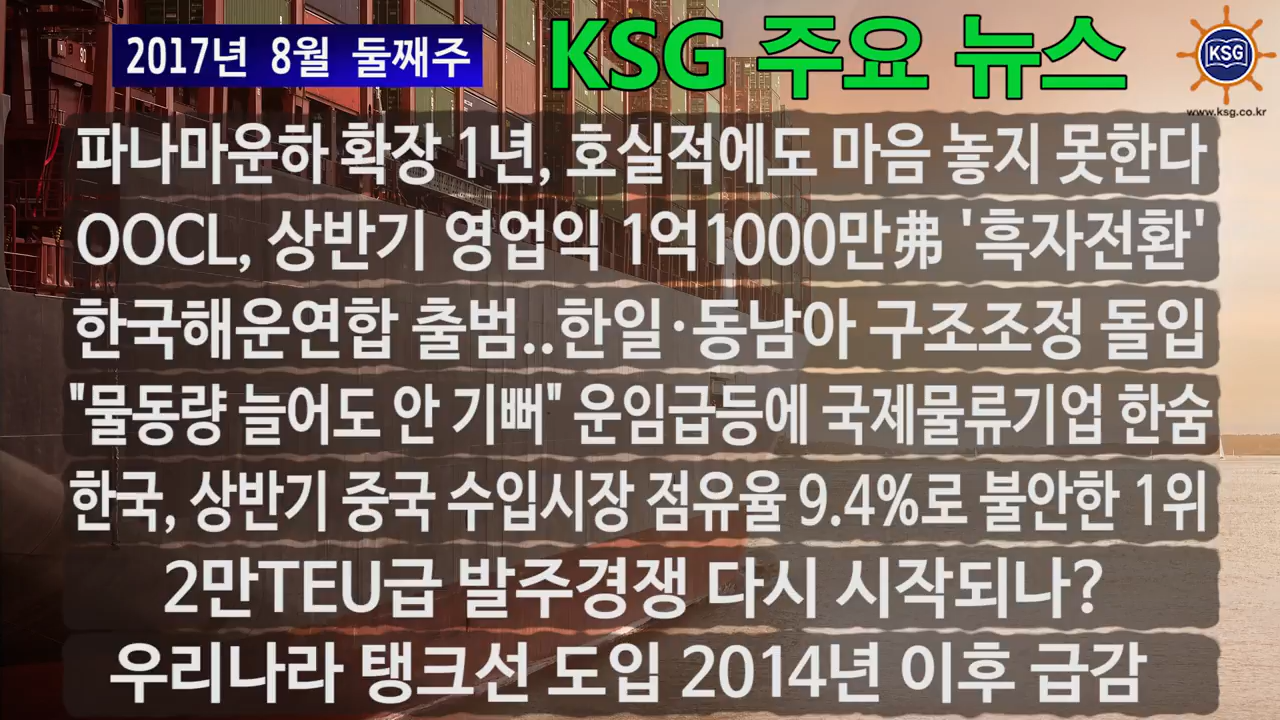 2017년 8월 둘째주
KSG 주요 뉴스
KSG
www.ksg.co.kr
파나마운하 확장 1년, 호실적에도 마음 놓지 못한다
OOCL, 상반기 영업익 1억1000만弗 '흑자전환'
한국해운연합 출범..한일·동남아 구조조정 돌입
"물동량 늘어도 안 기뻐" 운임급등에 국제물류기업 한숨
한국, 상반기 중국 수입시장 점유율 9.4%로 불안한 1위
2만TEU급 발주경쟁 다시 시작되나?
우리나라 탱크선 도입 2014년 이후 급감